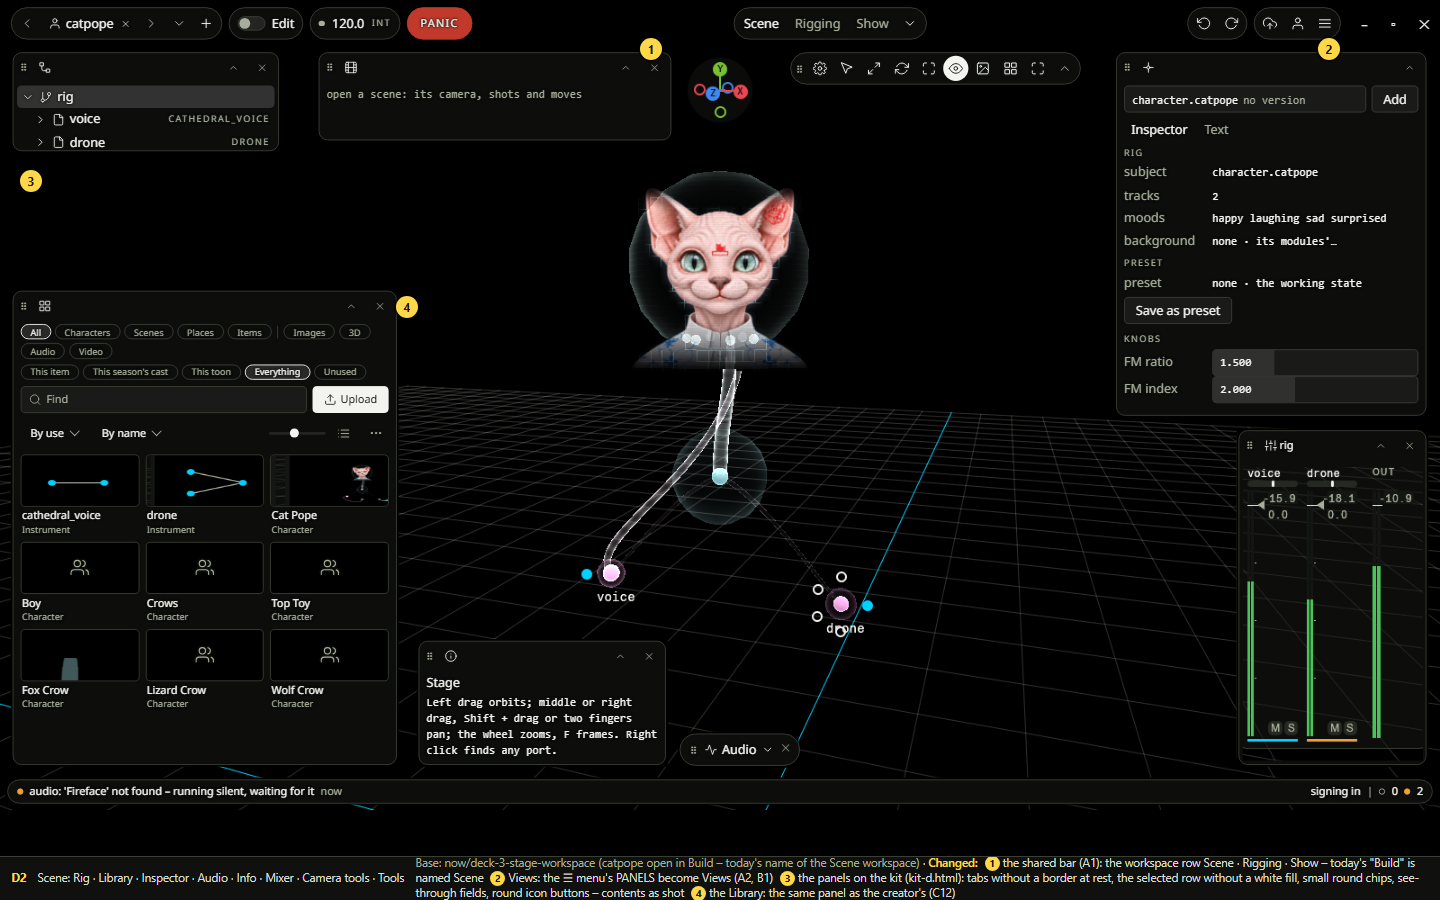 catpope
Edit
120.0 INT
PANIC
Scene Rigging Show
1
2
rig
voice CATHEDRAL_VOICE
drone DRONE
3
open a scene: its camera, shots and moves
Y
Z
X
character.catpope no version
Add
Inspector Text
RIG
subject character.catpope
tracks 2
moods happy laughing sad surprised
background none · its modules'…
PRESET
preset none · the working state
Save as preset
KNOBS
FM ratio 1.500
FM index 2.000
4
All Characters Scenes Places Items Images 3D
Audio Video
This item This season's cast This toon Everything Unused
Find
Upload
By use By name
cathedral_voice
Instrument
drone
Instrument
Cat Pope
Character
Boy
Character
Crows
Character
Top Toy
Character
Fox Crow
Character
Lizard Crow
Character
Wolf Crow
Character
voice
drone
Stage
Left drag orbits; middle or right
drag, Shift + drag or two fingers
pan; the wheel zooms, F frames. Right
click finds any port.
Audio
rig
voice drone OUT
-15.9 -18.1 -10.9
0.0 0.0
M S M S
audio: 'Fireface' not found – running silent, waiting for it now
signing in | 0 2
D2 Scene: Rig · Library · Inspector · Audio · Info · Mixer · Camera tools · Tools
Base: now/deck-3-stage-workspace (catpope open in Build – today's name of the Scene workspace) · Changed: 1 the shared bar (A1): the workspace row Scene · Rigging · Show – today's "Build" is
named Scene 2 Views: the ☰ menu's PANELS become Views (A2, B1) 3 the panels on the kit (kit-d.html): tabs without a border at rest, the selected row without a white fill, small round chips, see-
through fields, round icon buttons – contents as shot 4 the Library: the same panel as the creator's (C12)